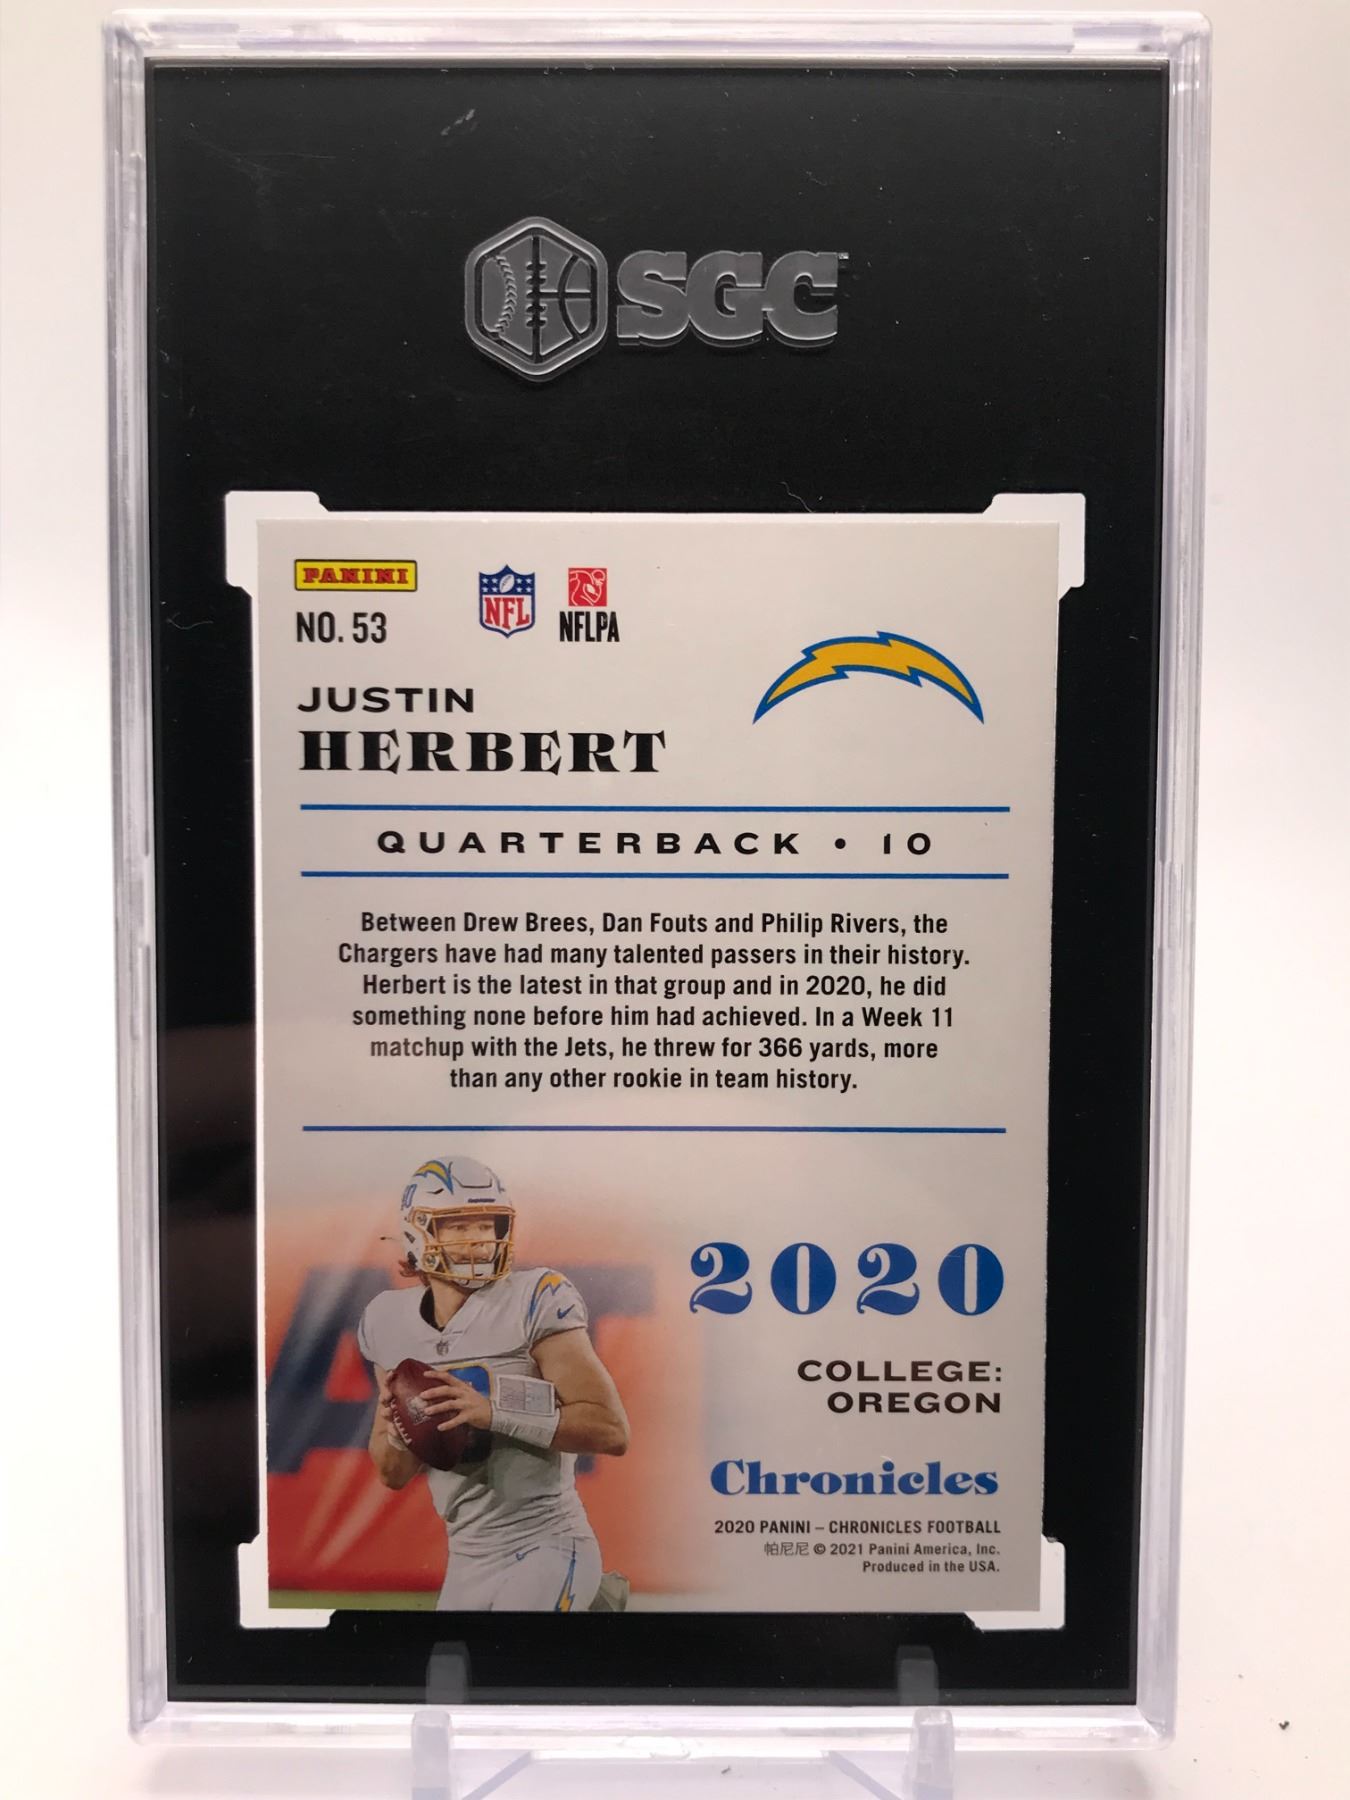 SGC
PANINI
NO. 53
NFL
NFLPA
JUSTIN
HERBERT
QUARTERBACK • 10
Between Drew Brees, Dan Fouts and Philip Rivers, the
Chargers have had many talented passers in their history.
Herbert is the latest in that group and in 2020, he did
something none before him had achieved. In a Week 11
matchup with the Jets, he threw for 366 yards, more
than any other rookie in team history.
2020
COLLEGE:
OREGON
Chronicles
2020 PANINI – CHRONICLES FOOTBALL
帕尼尼 © 2021 Panini America, Inc.
Produced in the USA.